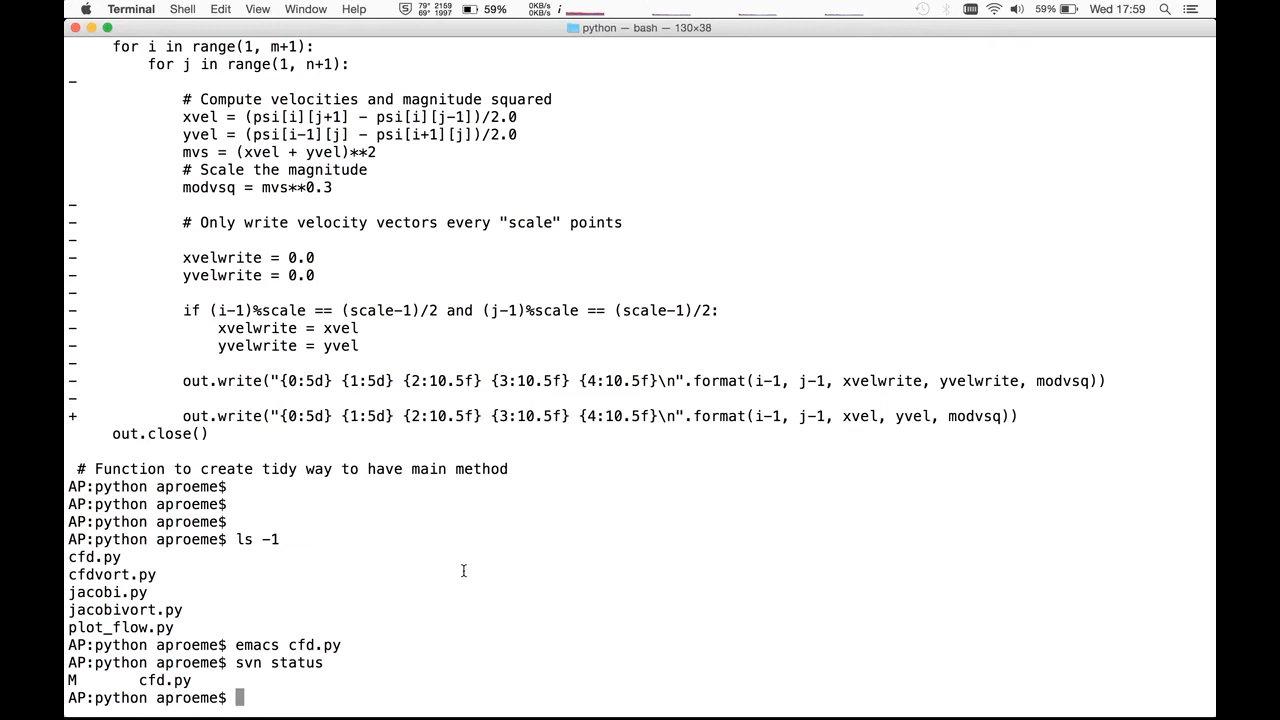 Terminal Shell Edit View Window Help 79° 2159 69° 1997 59% 0KB/s 0KB/s 59% Wed 17:59
python — bash — 130×38
    for i in range(1, m+1):
        for j in range(1, n+1):
-
            # Compute velocities and magnitude squared
            xvel = (psi[i][j+1] - psi[i][j-1])/2.0
            yvel = (psi[i-1][j] - psi[i+1][j])/2.0
            mvs = (xvel + yvel)**2
            # Scale the magnitude
            modvsq = mvs**0.3
-
-            # Only write velocity vectors every "scale" points
-
-            xvelwrite = 0.0
-            yvelwrite = 0.0
-
-            if (i-1)%scale == (scale-1)/2 and (j-1)%scale == (scale-1)/2:
-                xvelwrite = xvel
-                yvelwrite = yvel
-
-            out.write("{0:5d} {1:5d} {2:10.5f} {3:10.5f} {4:10.5f}\n".format(i-1, j-1, xvelwrite, yvelwrite, modvsq))
-
+            out.write("{0:5d} {1:5d} {2:10.5f} {3:10.5f} {4:10.5f}\n".format(i-1, j-1, xvel, yvel, modvsq))
    out.close()
 # Function to create tidy way to have main method
AP:python aproeme$
AP:python aproeme$
AP:python aproeme$
AP:python aproeme$ ls -1
cfd.py
cfdvort.py
jacobi.py
jacobivort.py
plot_flow.py
AP:python aproeme$ emacs cfd.py
AP:python aproeme$ svn status
M       cfd.py
AP:python aproeme$